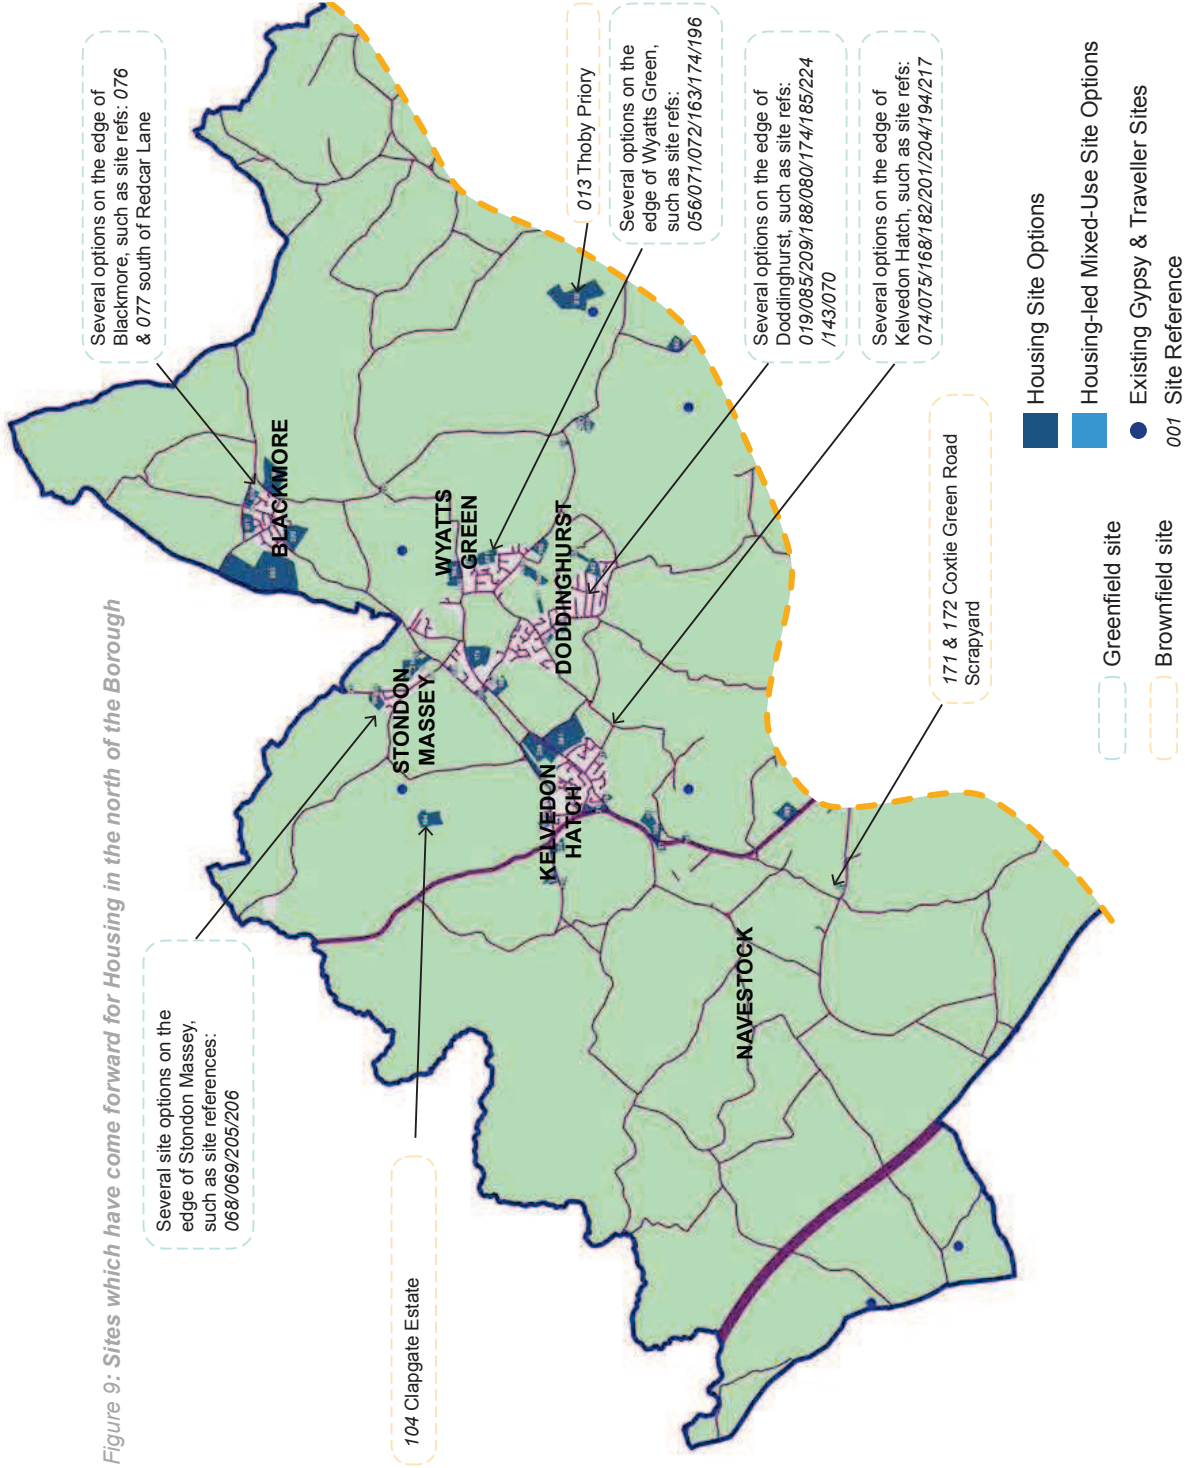 Figure 9: Sites which have come forward for Housing in the north of the Borough
104 Clapgate Estate
Several site options on the
edge of Stondon Massey,
such as site references:
068/069/205/206
Several options on the edge of
Blackmore, such as site refs: 076
& 077 south of Redcar Lane
013 Thoby Priory
Several options on the
edge of Wyatts Green,
such as site refs:
056/071/072/163/174/196
Several options on the edge of
Doddinghurst, such as site refs:
019/085/209/188/080/174/185/224
/143/070
Several options on the edge of
Kelvedon Hatch, such as site refs:
074/075/168/182/201/204/194/217
171 & 172 Coxtie Green Road
Scrapyard
BLACKMORE
STONDON
MASSEY
WYATTS
GREEN
DODDINGHURST
KELVEDON
HATCH
NAVESTOCK
Greenfield site
Brownfield site
Housing Site Options
Housing-led Mixed-Use Site Options
Existing Gypsy & Traveller Sites
001 Site Reference